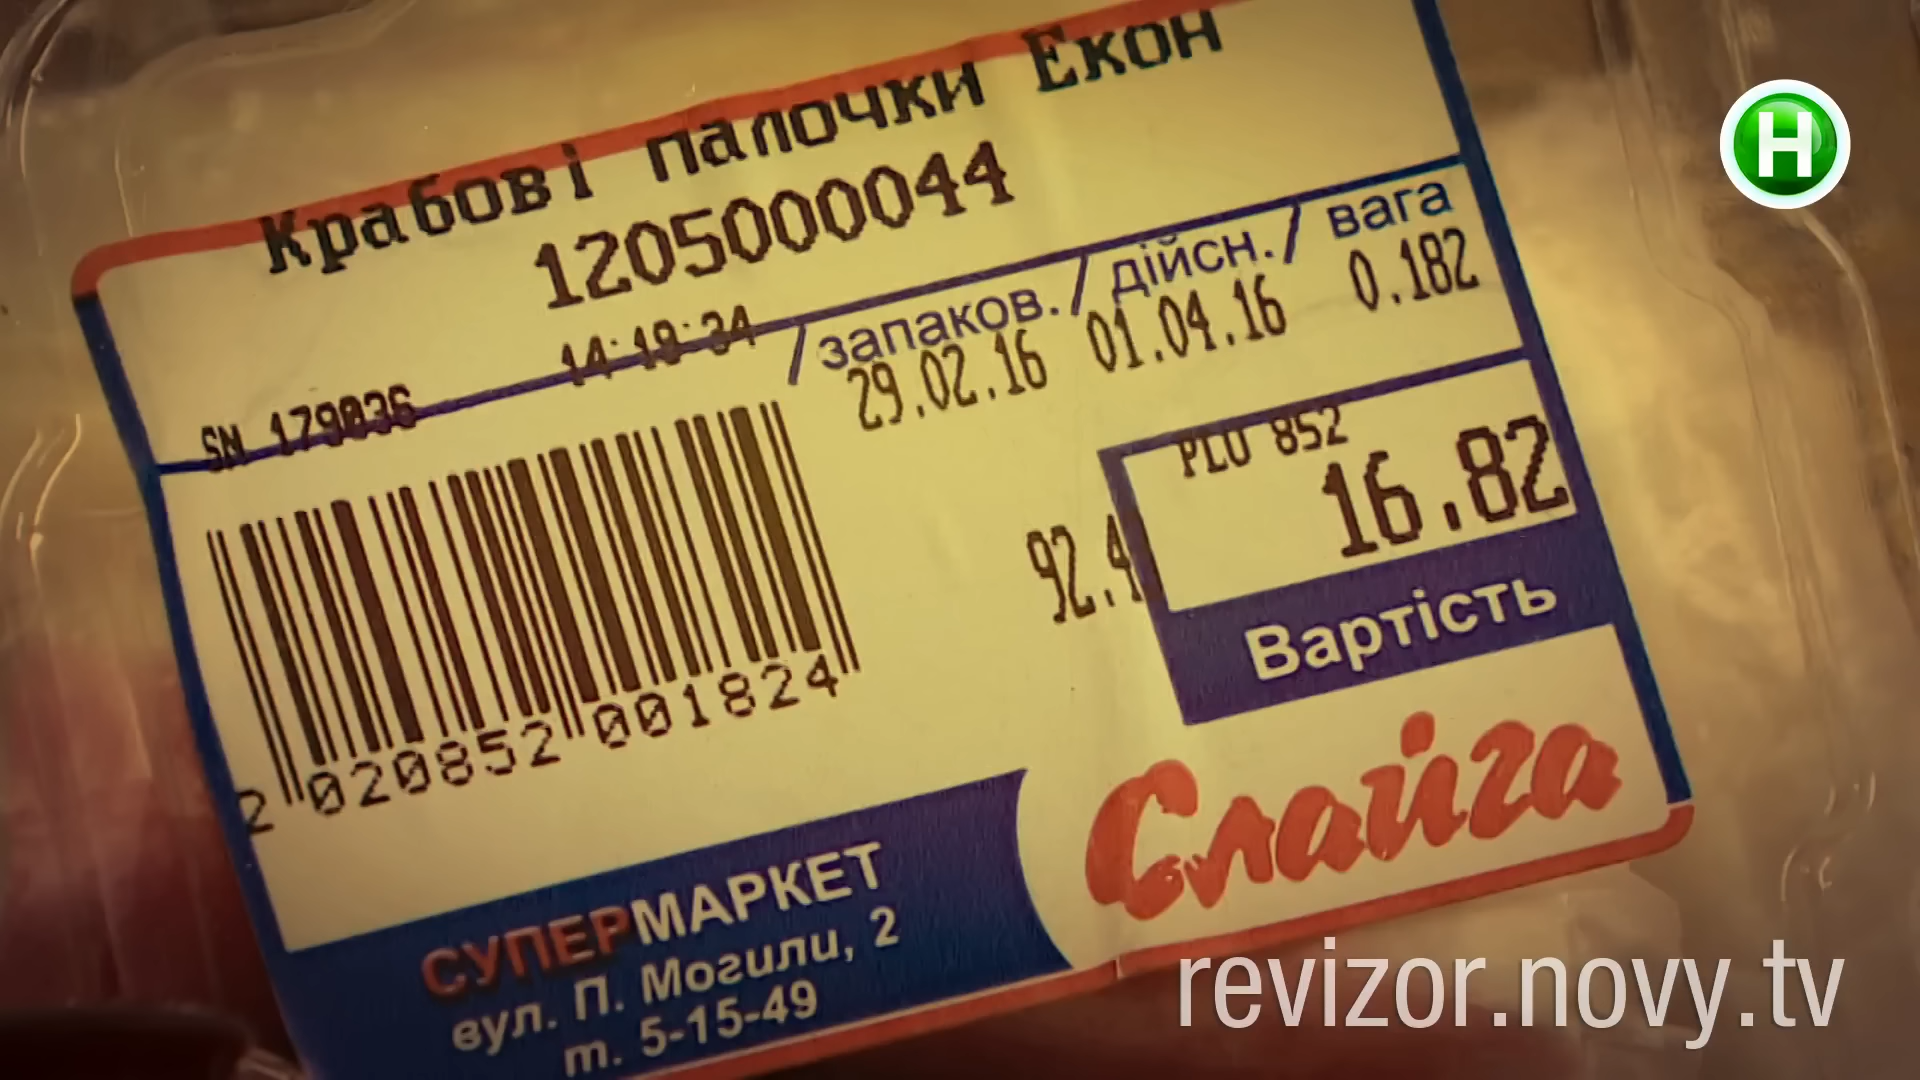 Крабові палочки Екон
1205000044
SN 179036 14:18:34 /запаков./дійсн./вага
29.02.16 01.04.16 0.182
PLU 852
92.4 16.82
Вартість
2 020852 001824
Слайга
СУПЕРМАРКЕТ
вул. П. Могили, 2
т. 5-15-49
Н
revizor.novy.tv